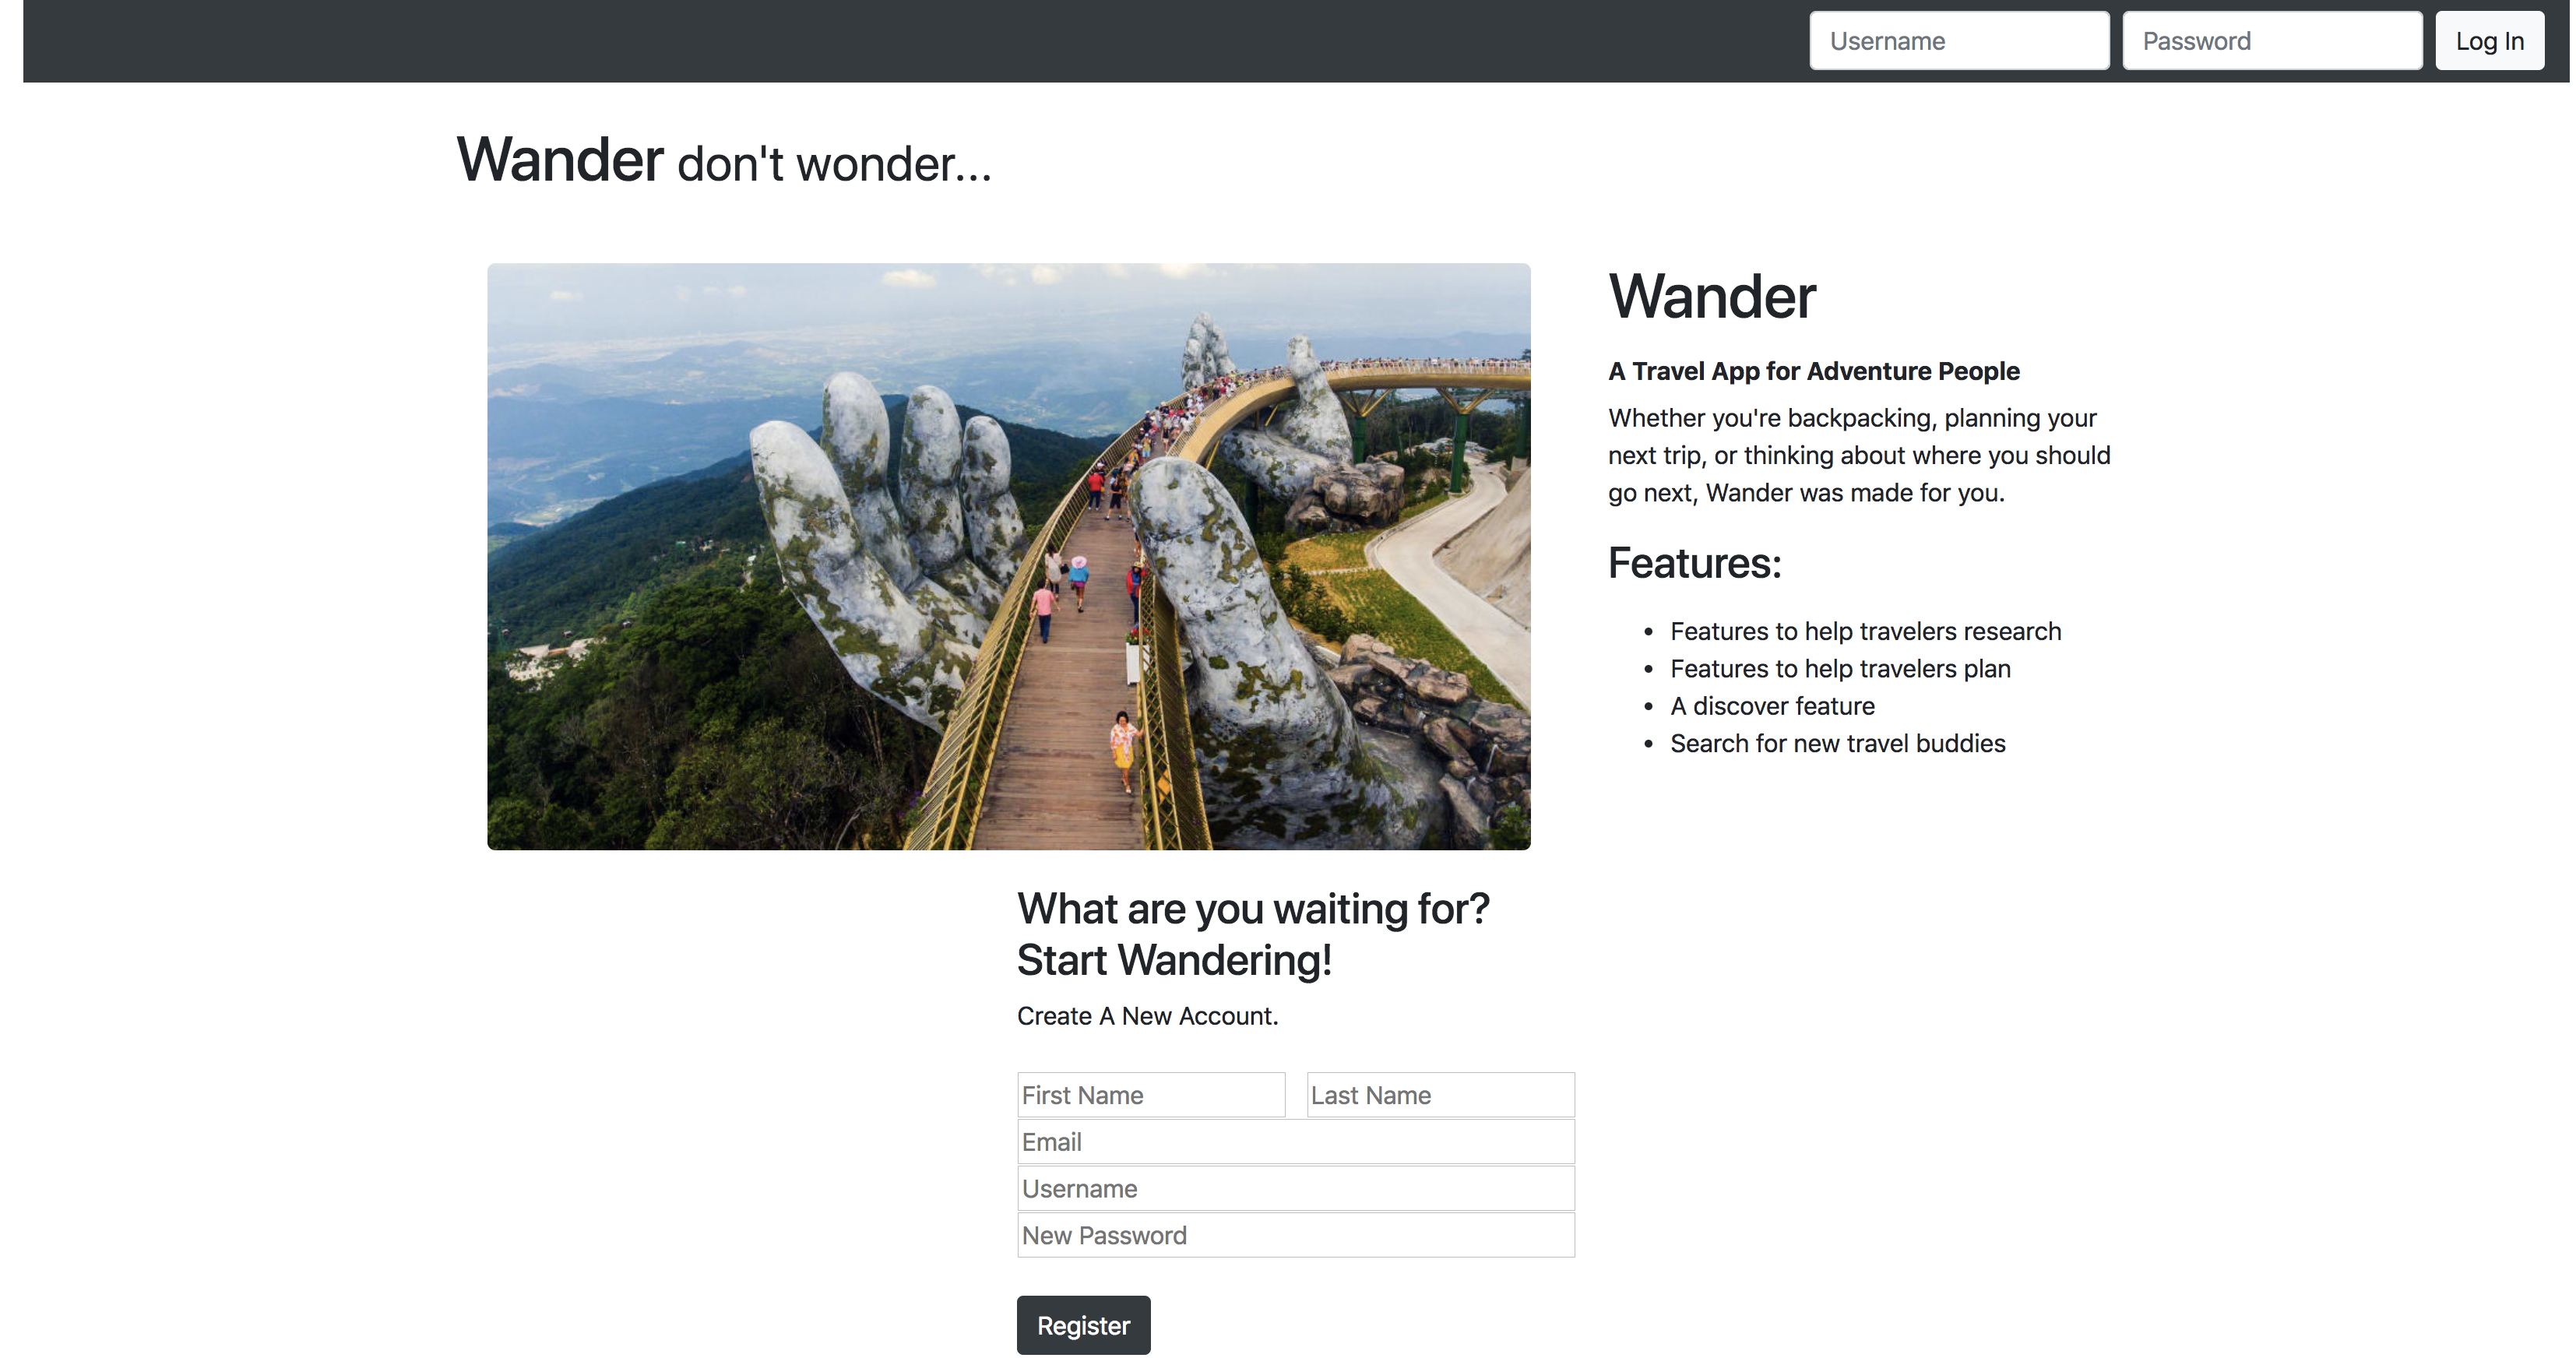 Username Password Log In
Wander don't wonder...
Wander
A Travel App for Adventure People
Whether you're backpacking, planning your
next trip, or thinking about where you should
go next, Wander was made for you.
Features:
• Features to help travelers research
• Features to help travelers plan
• A discover feature
• Search for new travel buddies
What are you waiting for?
Start Wandering!
Create A New Account.
First Name Last Name
Email
Username
New Password
Register